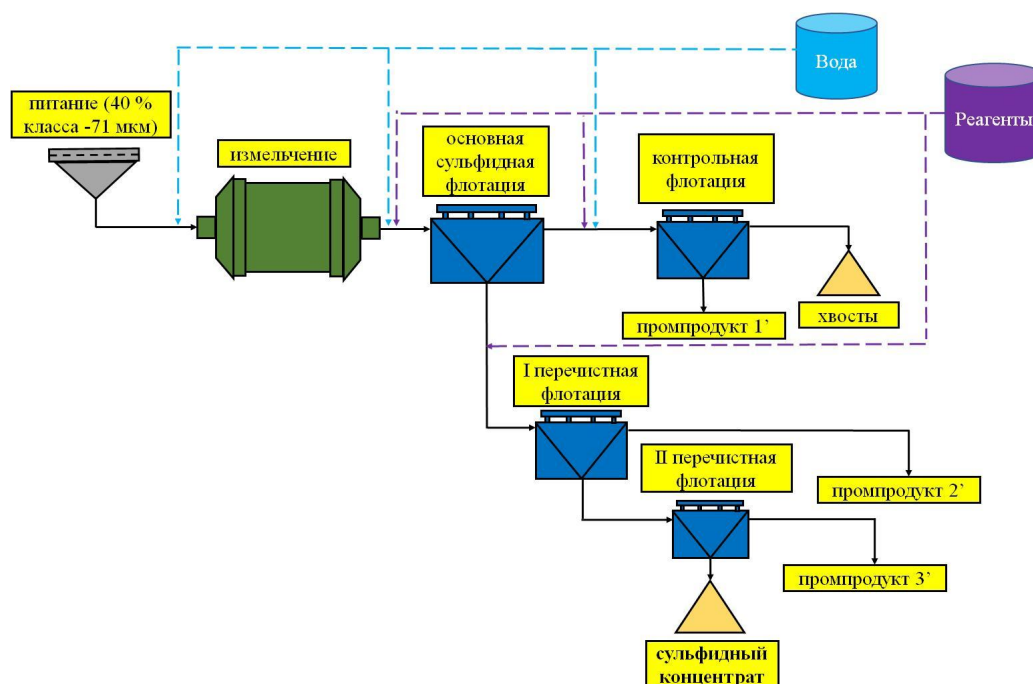 Вода
Реагенты
питание (40 %
класса -71 мкм)
измельчение
основная
сульфидная
флотация
контрольная
флотация
промпродукт 1’
хвосты
I перечистная
флотация
II перечистная
флотация
промпродукт 2’
промпродукт 3’
сульфидный
концентрат